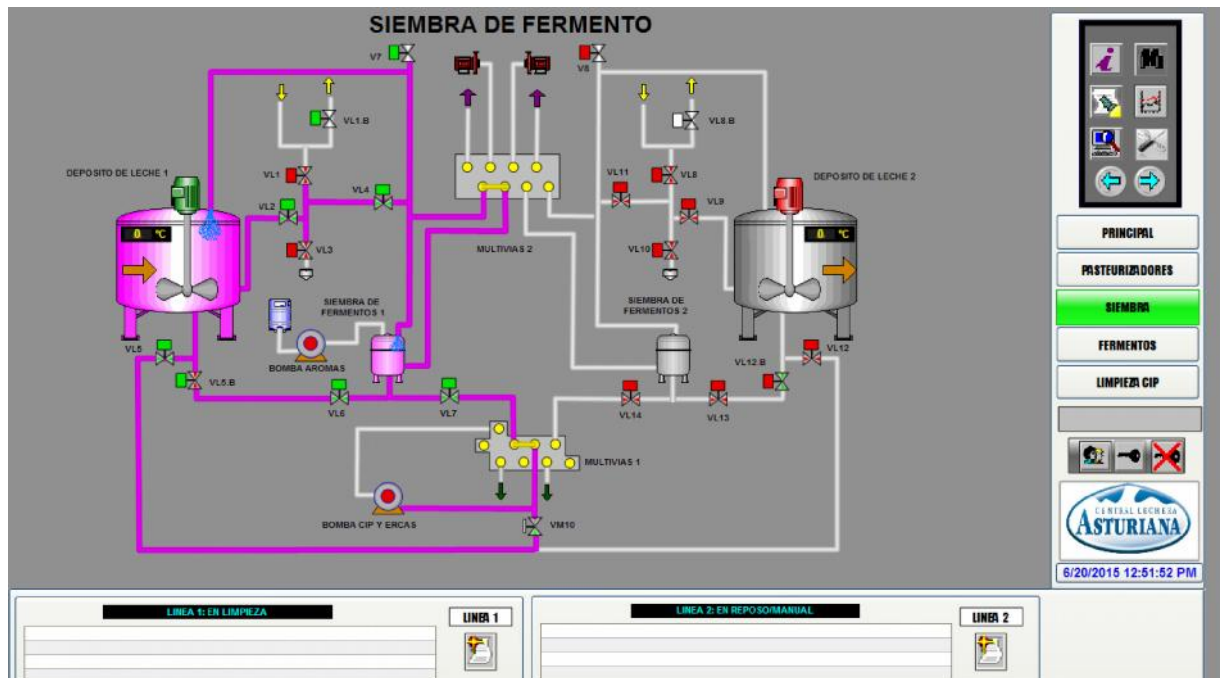 SIEMBRA DE FERMENTO
V7
V8
VL1.B
VL8.B
DEPOSITO DE LECHE 1
VL1
VL4
VL11
VL8
DEPOSITO DE LECHE 2
VL2
VL9
0 °C
0 °C
VL3
MULTIVIAS 2
VL10
SIEMBRA DE
FERMENTOS 1
SIEMBRA DE
FERMENTOS 2
VL5
BOMBA AROMAS
VL12.B
VL12
VL5.B
VL6
VL7
VL14
VL13
MULTIVIAS 1
BOMBA CIP Y ERCAS
VM10
PRINCIPAL
PASTEURIZADORES
SIEMBRA
FERMENTOS
LIMPIEZA CIP
CENTRAL LECHERA
ASTURIANA
6/20/2015 12:51:52 PM
LINEA 1: EN LIMPIEZA
LINEA 1
LINEA 2: EN REPOSO/MANUAL
LINEA 2